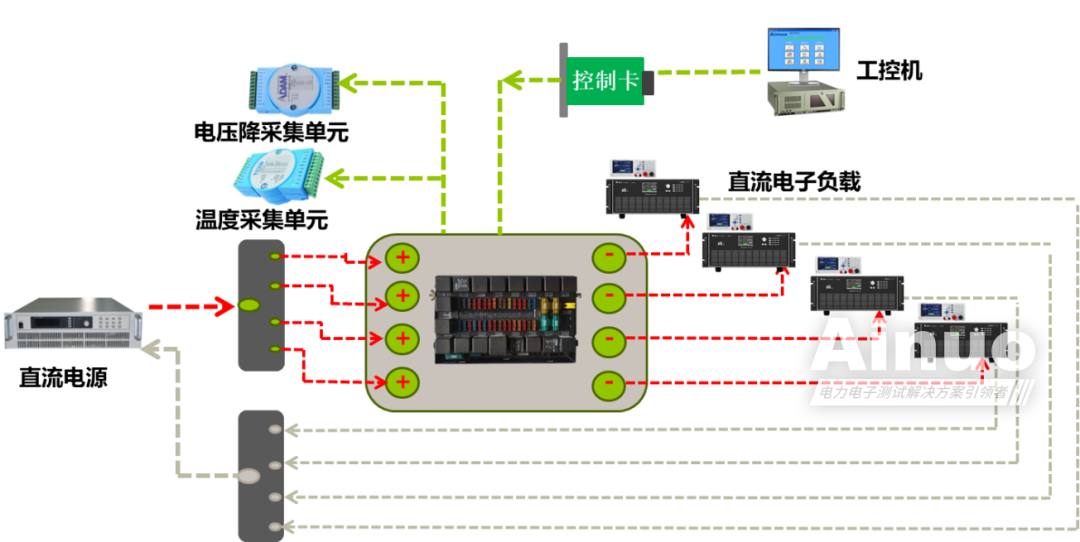 控制卡
工控机
ADAM
电压降采集单元
直流电子负载
温度采集单元
+
-
+
-
+
-
+
-
直流电源
Ainuo
电力电子测试解决方案引领者